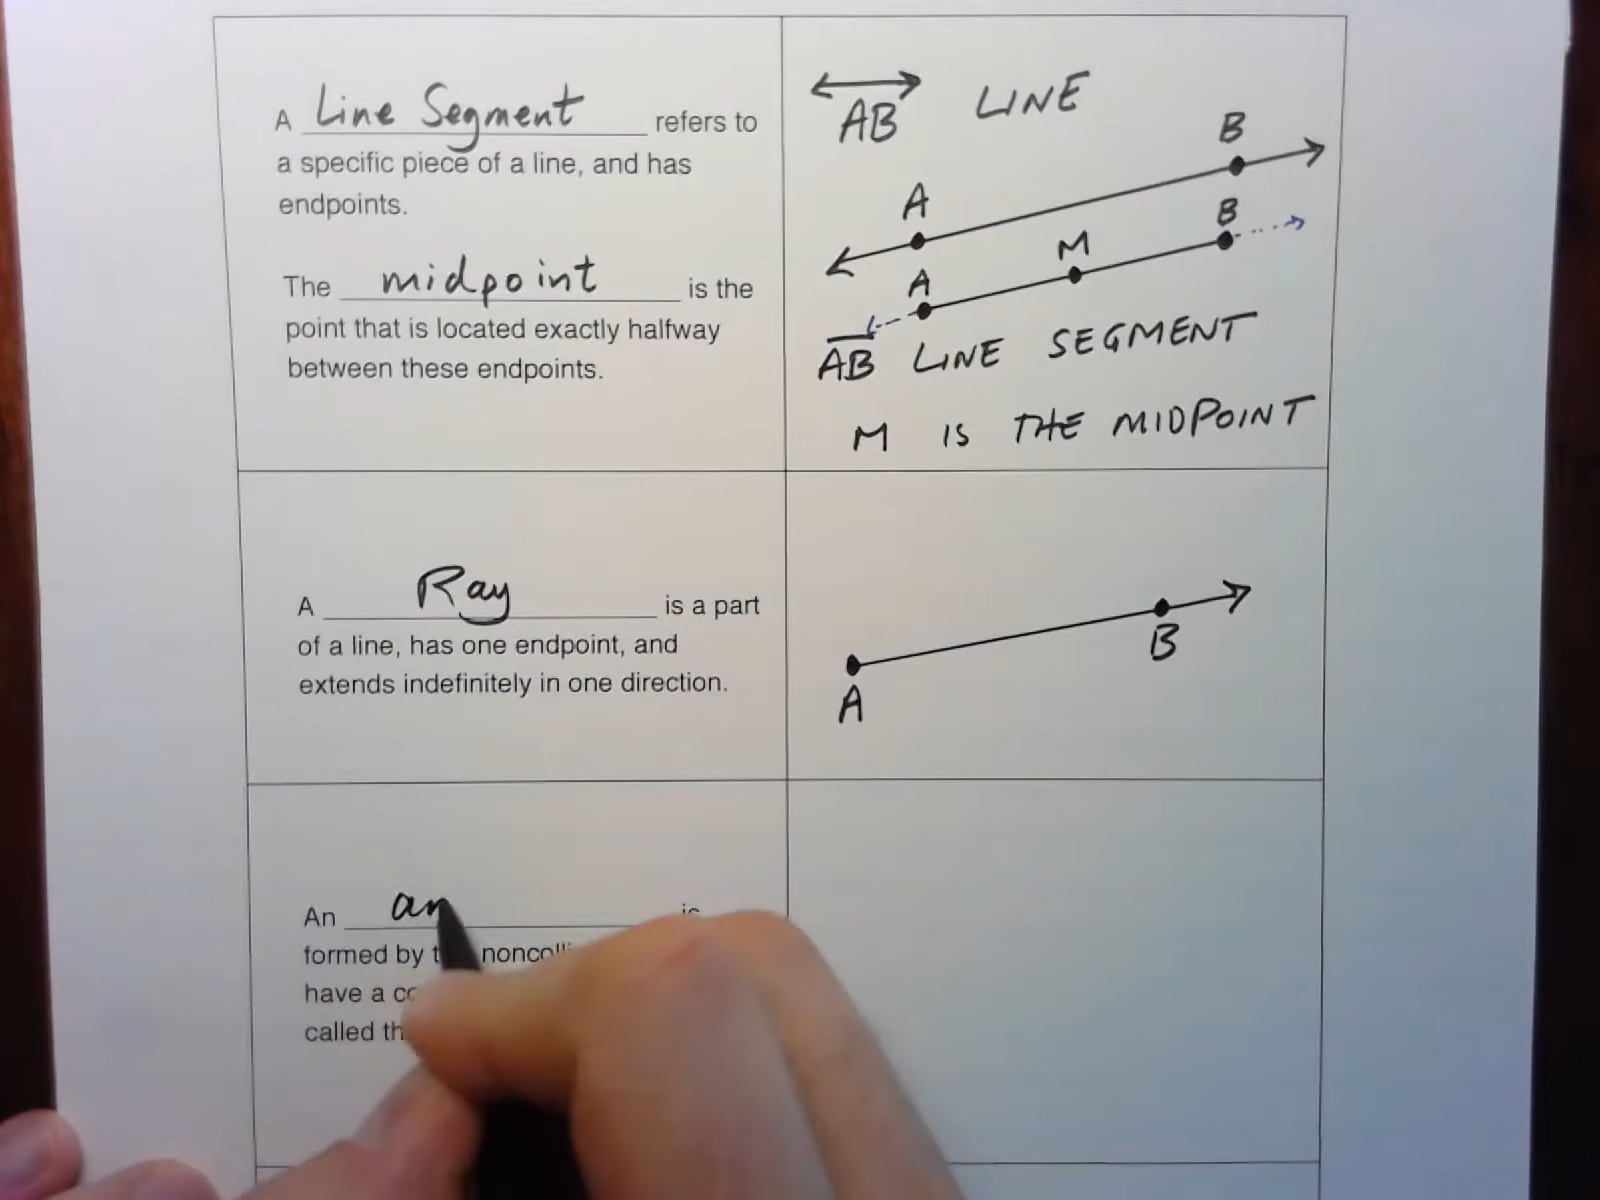 A Line Segment refers to
a specific piece of a line, and has
endpoints.
The midpoint is the
point that is located exactly halfway
between these endpoints.
AB LINE
A B
A M B
AB LINE SEGMENT
M IS THE MIDPOINT
A Ray is a part
of a line, has one endpoint, and
extends indefinitely in one direction.
A B
An an is
formed by
have a
called